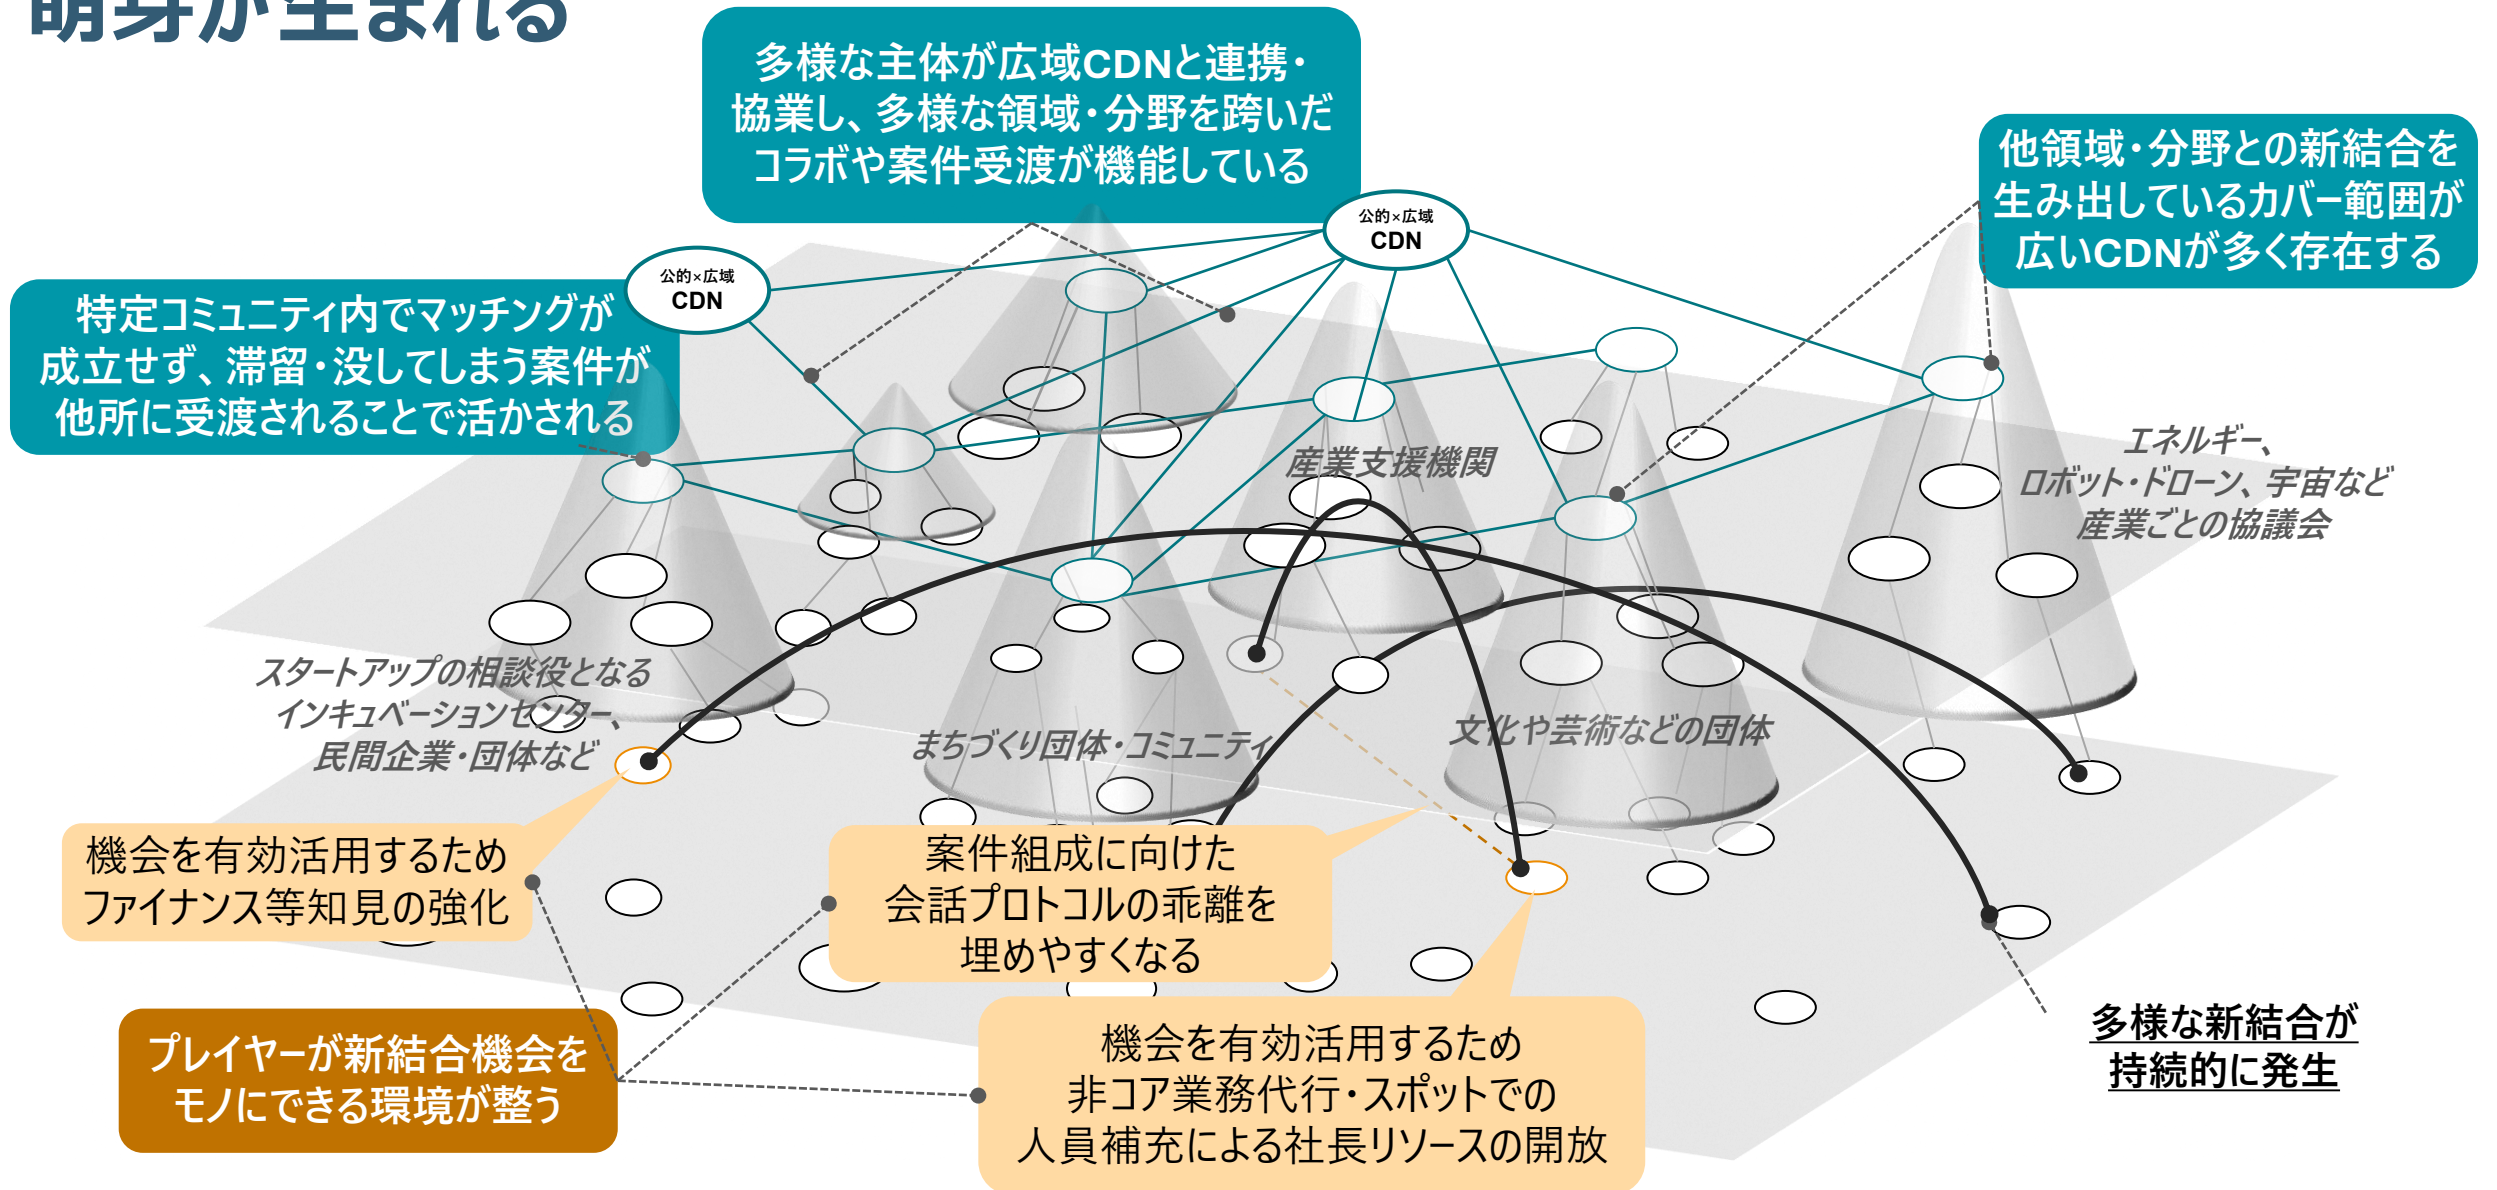 萌芽が生まれる
多様な主体が広域CDNと連携・
協業し、多様な領域・分野を跨いだ
コラボや案件受渡が機能している
他領域・分野との新結合を
生み出しているカバー範囲が
広いCDNが多く存在する
公的×広域
CDN
公的×広域
CDN
特定コミュニティ内でマッチングが
成立せず、滞留・没してしまう案件が
他所に受渡されることで活かされる
産業支援機関
エネルギー、
ロボット・ドローン、宇宙など
産業ごとの協議会
スタートアップの相談役となる
インキュベーションセンター、
民間企業・団体など
まちづくり団体・コミュニティ
文化や芸術などの団体
機会を有効活用するため
ファイナンス等知見の強化
案件組成に向けた
会話プロトコルの乖離を
埋めやすくなる
プレイヤーが新結合機会を
モノにできる環境が整う
機会を有効活用するため
非コア業務代行・スポットでの
人員補充による社長リソースの開放
多様な新結合が
持続的に発生